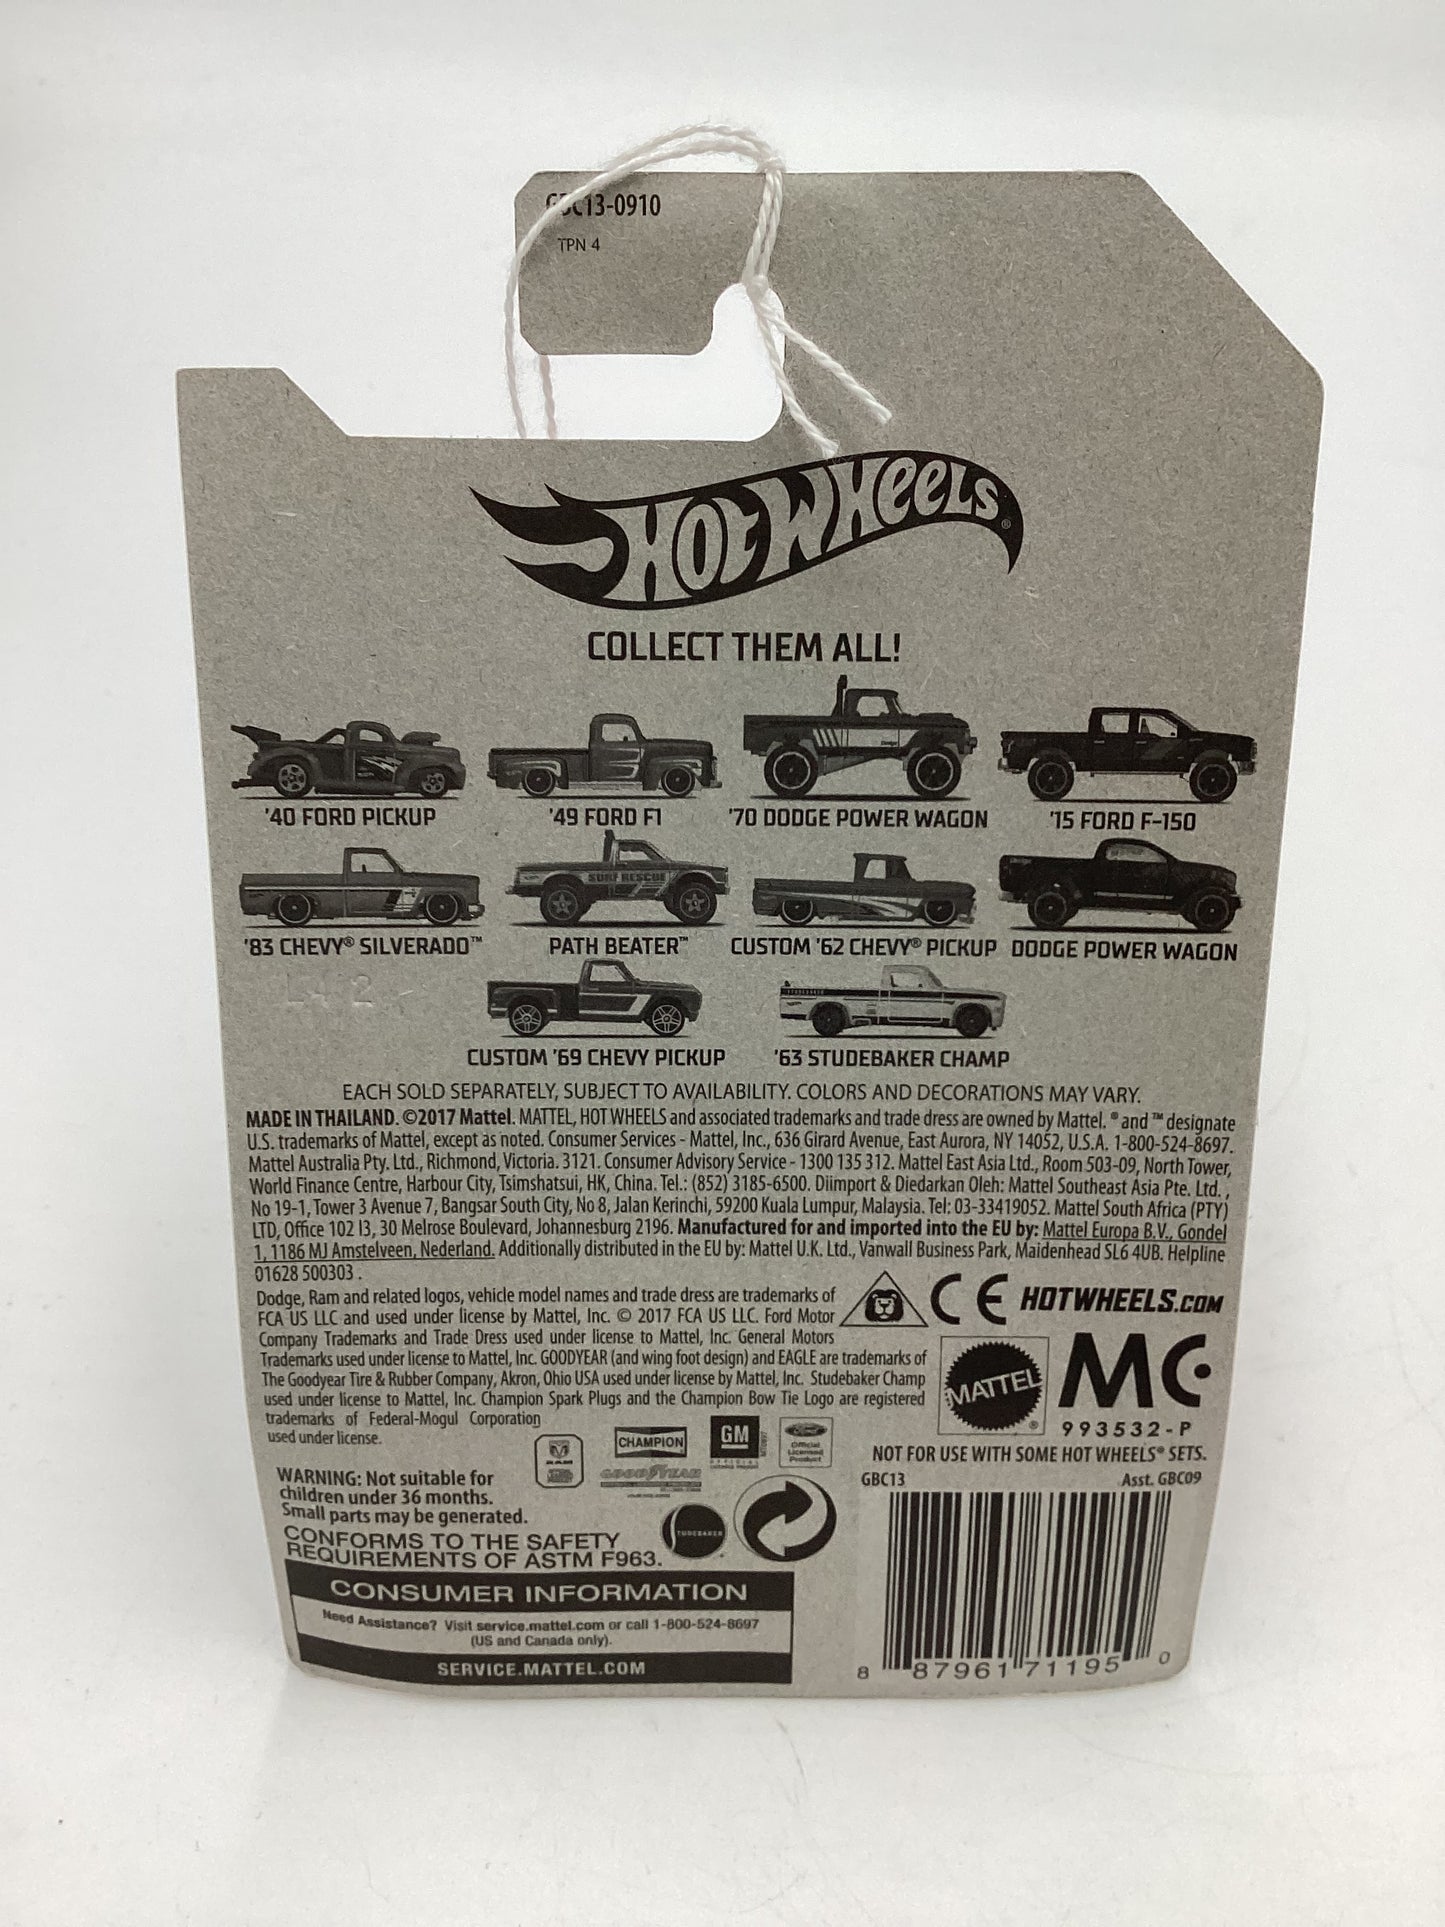 GBC13-0910
TPN 4
HOT WHEELS®
COLLECT THEM ALL!
'40 FORD PICKUP '49 FORD F1 '70 DODGE POWER WAGON '15 FORD F-150
SURF RESCUE
'83 CHEVY® SILVERADO™ PATH BEATER™ CUSTOM '62 CHEVY® PICKUP DODGE POWER WAGON
L42
STUDEBAKER
CUSTOM '69 CHEVY PICKUP '63 STUDEBAKER CHAMP
EACH SOLD SEPARATELY, SUBJECT TO AVAILABILITY. COLORS AND DECORATIONS MAY VARY.
MADE IN THAILAND. ©2017 Mattel. MATTEL, HOT WHEELS and associated trademarks and trade dress are owned by Mattel. ® and ™ designate
U.S. trademarks of Mattel, except as noted. Consumer Services - Mattel, Inc., 636 Girard Avenue, East Aurora, NY 14052, U.S.A. 1-800-524-8697.
Mattel Australia Pty. Ltd., Richmond, Victoria. 3121. Consumer Advisory Service - 1300 135 312. Mattel East Asia Ltd., Room 503-09, North Tower,
World Finance Centre, Harbour City, Tsimshatsui, HK, China. Tel.: (852) 3185-6500. Diimport & Diedarkan Oleh: Mattel Southeast Asia Pte. Ltd. ,
No 19-1, Tower 3 Avenue 7, Bangsar South City, No 8, Jalan Kerinchi, 59200 Kuala Lumpur, Malaysia. Tel: 03-33419052. Mattel South Africa (PTY)
LTD, Office 102 I3, 30 Melrose Boulevard, Johannesburg 2196. Manufactured for and imported into the EU by: Mattel Europa B.V., Gondel
1, 1186 MJ Amstelveen, Nederland. Additionally distributed in the EU by: Mattel U.K. Ltd., Vanwall Business Park, Maidenhead SL6 4UB. Helpline
01628 500303 .
Dodge, Ram and related logos, vehicle model names and trade dress are trademarks of
FCA US LLC and used under license by Mattel, Inc. © 2017 FCA US LLC. Ford Motor
Company Trademarks and Trade Dress used under license to Mattel, Inc. General Motors
Trademarks used under license to Mattel, Inc. GOODYEAR (and wing foot design) and EAGLE are trademarks of
The Goodyear Tire & Rubber Company, Akron, Ohio USA used under license by Mattel, Inc. Studebaker Champ
used under license to Mattel, Inc. Champion Spark Plugs and the Champion Bow Tie Logo are registered
trademarks of Federal-Mogul Corporation
used under license.
CE HOTWHEELS.COM
MATTEL® MC
993532-P
NOT FOR USE WITH SOME HOT WHEELS® SETS.
GBC13 Asst. GBC09
RAM CHAMPION GM Ford
Official
Licensed
Product
GOODYEAR
STUDEBAKER
WARNING: Not suitable for
children under 36 months.
Small parts may be generated.
CONFORMS TO THE SAFETY
REQUIREMENTS OF ASTM F963.
CONSUMER INFORMATION
Need Assistance? Visit service.mattel.com or call 1-800-524-8697
(US and Canada only).
SERVICE.MATTEL.COM
8 87961 71195 0